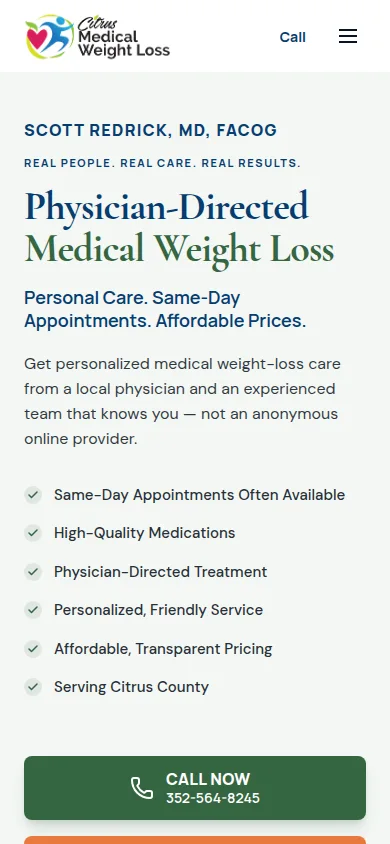 Citrus
Medical
Weight Loss
Call
SCOTT REDRICK, MD, FACOG
REAL PEOPLE. REAL CARE. REAL RESULTS.
Physician-Directed
Medical Weight Loss
Personal Care. Same-Day
Appointments. Affordable Prices.
Get personalized medical weight-loss care
from a local physician and an experienced
team that knows you — not an anonymous
online provider.
Same-Day Appointments Often Available
High-Quality Medications
Physician-Directed Treatment
Personalized, Friendly Service
Affordable, Transparent Pricing
Serving Citrus County
CALL NOW
352-564-8245